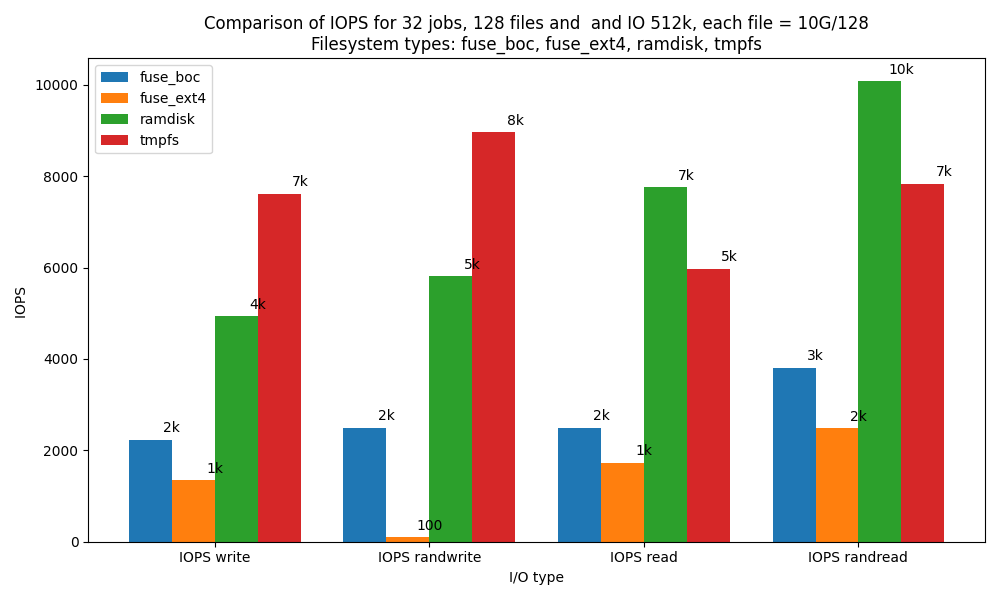 Comparison of IOPS for 32 jobs, 128 files and  and IO 512k, each file = 10G/128
Filesystem types: fuse_boc, fuse_ext4, ramdisk, tmpfs
fuse_boc
fuse_ext4
ramdisk
tmpfs
IOPS
10000
8000
6000
4000
2000
0
2k
1k
4k
7k
2k
100
5k
8k
2k
1k
7k
5k
3k
2k
10k
7k
IOPS write
IOPS randwrite
IOPS read
IOPS randread
I/O type